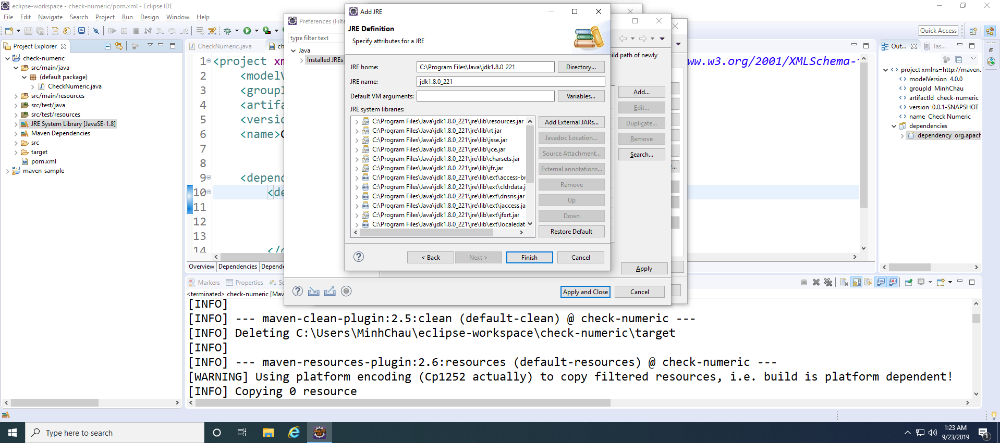 eclipse-workspace - check-numeric/pom.xml - Eclipse IDE
File Edit Navigate Search Project Run Design Window Help
Quick Access
Project Explorer
check-numeric
src/main/java
(default package)
CheckNumeric.java
src/main/resources
src/test/java
src/test/resources
JRE System Library [JavaSE-1.8]
Maven Dependencies
src
target
pom.xml
maven-sample
CheckNumeric.java
ch
1 <project xm
ww.w3.org/2001/XMLSchema-
2 <modelV
3 <groupI
4 <artifa
5 <versio
6 <name>C
7
8
9 <depend
10 <de
11
12
13
14
Overview Dependencies Depende
Preferences (Filte
type filter text
Java
Installed JREs
ild path of newly
Add...
Edit...
Duplicate...
Remove
Search...
Apply
Apply and Close
Cancel
Add JRE
JRE Definition
Specify attributes for a JRE
JRE home: C:\Program Files\Java\jdk1.8.0_221 Directory...
JRE name: jdk1.8.0_221
Default VM arguments: Variables...
JRE system libraries:
C:\Program Files\Java\jdk1.8.0_221\jre\lib\resources.jar
C:\Program Files\Java\jdk1.8.0_221\jre\lib\rt.jar
C:\Program Files\Java\jdk1.8.0_221\jre\lib\jsse.jar
C:\Program Files\Java\jdk1.8.0_221\jre\lib\jce.jar
C:\Program Files\Java\jdk1.8.0_221\jre\lib\charsets.jar
C:\Program Files\Java\jdk1.8.0_221\jre\lib\jfr.jar
C:\Program Files\Java\jdk1.8.0_221\jre\lib\ext\access-br
C:\Program Files\Java\jdk1.8.0_221\jre\lib\ext\cldrdata.j
C:\Program Files\Java\jdk1.8.0_221\jre\lib\ext\dnsns.jar
C:\Program Files\Java\jdk1.8.0_221\jre\lib\ext\jaccess.ja
C:\Program Files\Java\jdk1.8.0_221\jre\lib\ext\jfxrt.jar
C:\Program Files\Java\jdk1.8.0_221\jre\lib\ext\localedat
Add External JARs...
Javadoc Location...
Source Attachment...
External annotations...
Remove
Up
Down
Restore Default
< Back Next > Finish Cancel
Out... Tas...
project xmlns=http://maven.
modelVersion 4.0.0
groupId MinhChau
artifactId check-numeric
version 0.0.1-SNAPSHOT
name Check Numeric
dependencies
dependency org.apach
Markers Properties Se
<terminated> check-numeric [Mav
[INFO]
[INFO] --- maven-clean-plugin:2.5:clean (default-clean) @ check-numeric ---
[INFO] Deleting C:\Users\MinhChau\eclipse-workspace\check-numeric\target
[INFO]
[INFO] --- maven-resources-plugin:2.6:resources (default-resources) @ check-numeric ---
[WARNING] Using platform encoding (Cp1252 actually) to copy filtered resources, i.e. build is platform dependent!
[INFO] Copying 0 resource
Type here to search
1:23 AM
9/23/2019
1